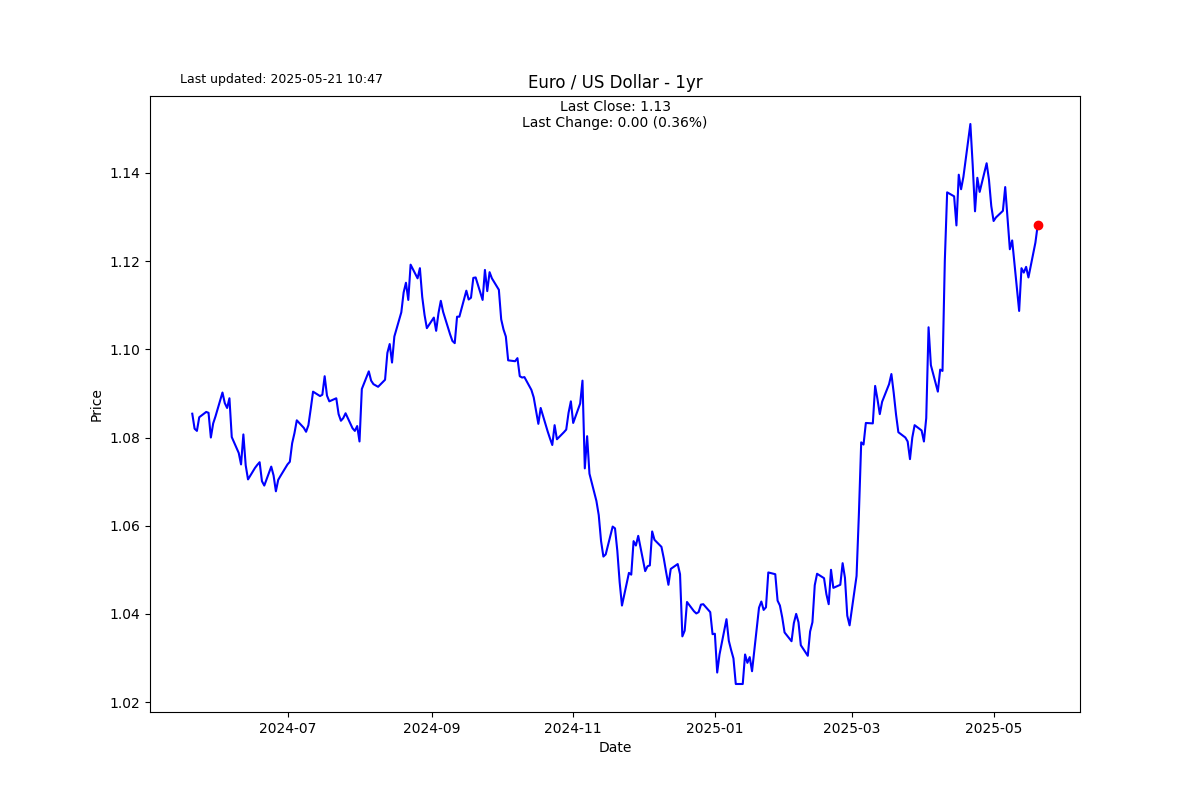 Last updated: 2025-05-21 10:47
Euro / US Dollar - 1yr
Last Close: 1.13
Last Change: 0.00 (0.36%)
Price
1.14
1.12
1.10
1.08
1.06
1.04
1.02
2024-07
2024-09
2024-11
2025-01
2025-03
2025-05
Date